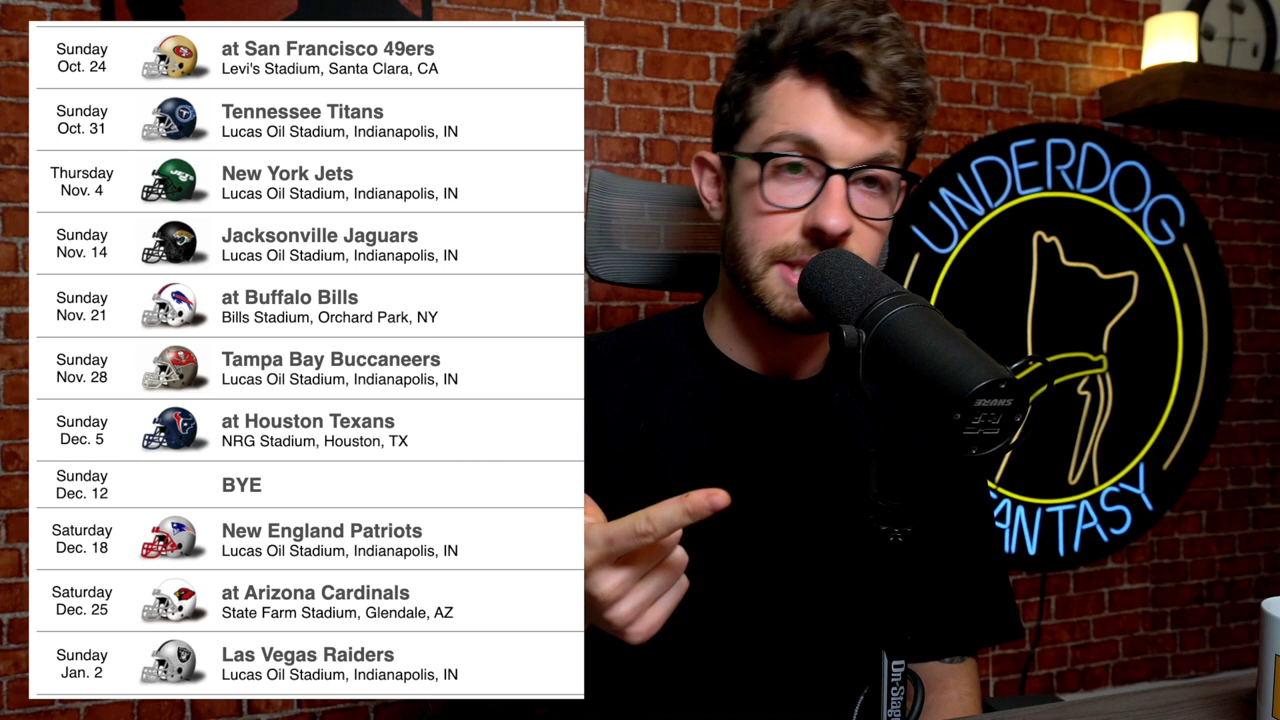 Sunday
Oct. 24
at San Francisco 49ers
Levi's Stadium, Santa Clara, CA
Sunday
Oct. 31
Tennessee Titans
Lucas Oil Stadium, Indianapolis, IN
Thursday
Nov. 4
New York Jets
Lucas Oil Stadium, Indianapolis, IN
Sunday
Nov. 14
Jacksonville Jaguars
Lucas Oil Stadium, Indianapolis, IN
Sunday
Nov. 21
at Buffalo Bills
Bills Stadium, Orchard Park, NY
Sunday
Nov. 28
Tampa Bay Buccaneers
Lucas Oil Stadium, Indianapolis, IN
Sunday
Dec. 5
at Houston Texans
NRG Stadium, Houston, TX
Sunday
Dec. 12
BYE
Saturday
Dec. 18
New England Patriots
Lucas Oil Stadium, Indianapolis, IN
Saturday
Dec. 25
at Arizona Cardinals
State Farm Stadium, Glendale, AZ
Sunday
Jan. 2
Las Vegas Raiders
Lucas Oil Stadium, Indianapolis, IN
UNDERDOG
ANTASY
SHURE
On-Stage